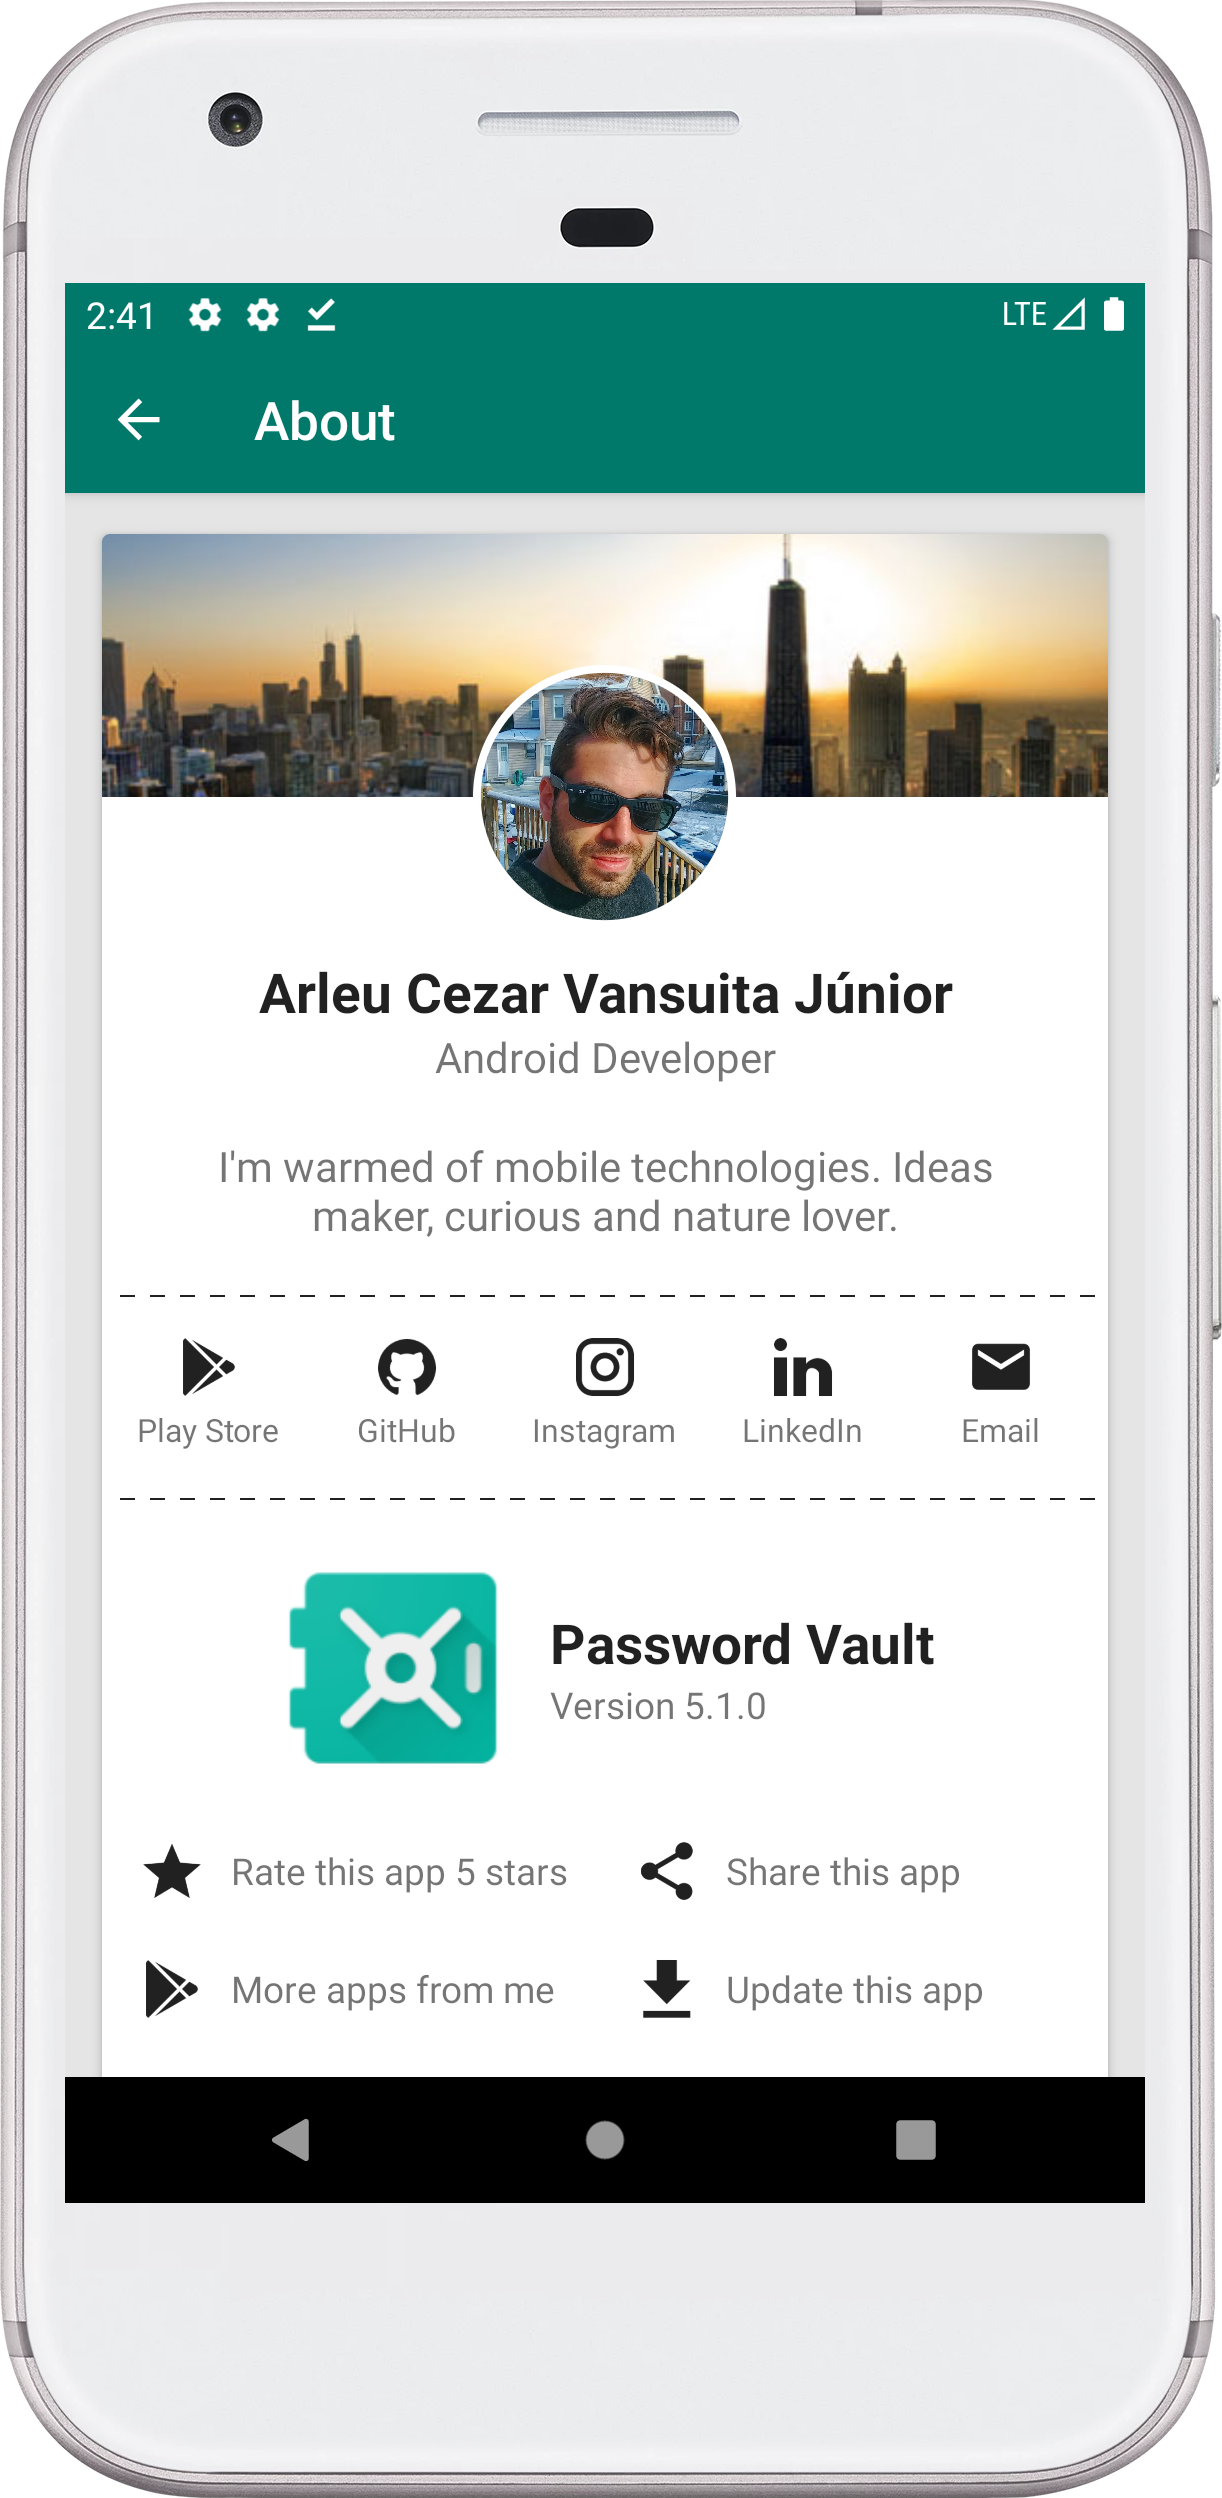 2:41
LTE
About
Arleu Cezar Vansuita Júnior
Android Developer
I'm warmed of mobile technologies. Ideas
maker, curious and nature lover.
Play Store
GitHub
Instagram
LinkedIn
Email
Password Vault
Version 5.1.0
Rate this app 5 stars
Share this app
More apps from me
Update this app